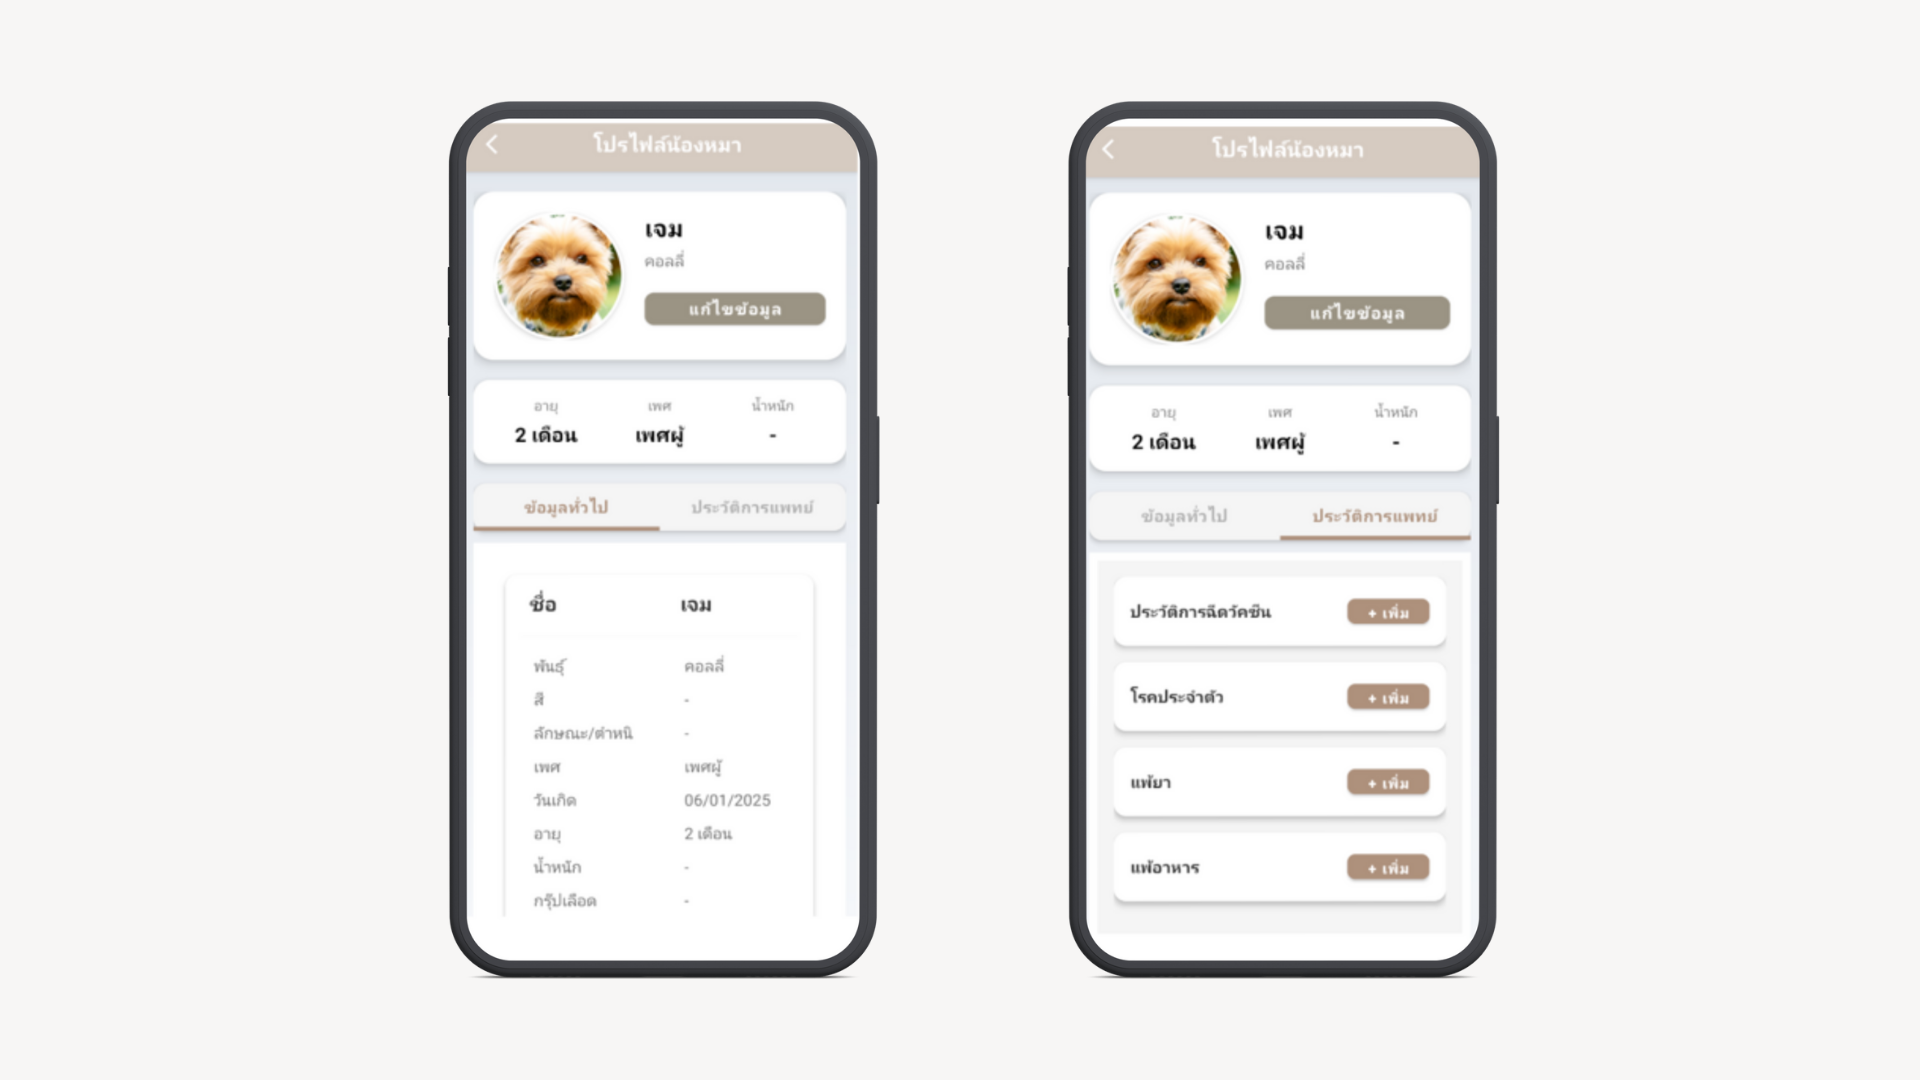 โปรไฟล์น้องหมา
เจม
คอลลี่
แก้ไขข้อมูล
อายุ เพศ น้ำหนัก
2 เดือน เพศผู้ -
ข้อมูลทั่วไป ประวัติการแพทย์
ชื่อ เจม
พันธุ์ คอลลี่
สี -
ลักษณะ/ตำหนิ -
เพศ เพศผู้
วันเกิด 06/01/2025
อายุ 2 เดือน
น้ำหนัก -
กรุ๊ปเลือด -
โปรไฟล์น้องหมา
เจม
คอลลี่
แก้ไขข้อมูล
อายุ เพศ น้ำหนัก
2 เดือน เพศผู้ -
ข้อมูลทั่วไป ประวัติการแพทย์
ประวัติการฉีดวัคซีน + เพิ่ม
โรคประจำตัว + เพิ่ม
แพ้ยา + เพิ่ม
แพ้อาหาร + เพิ่ม